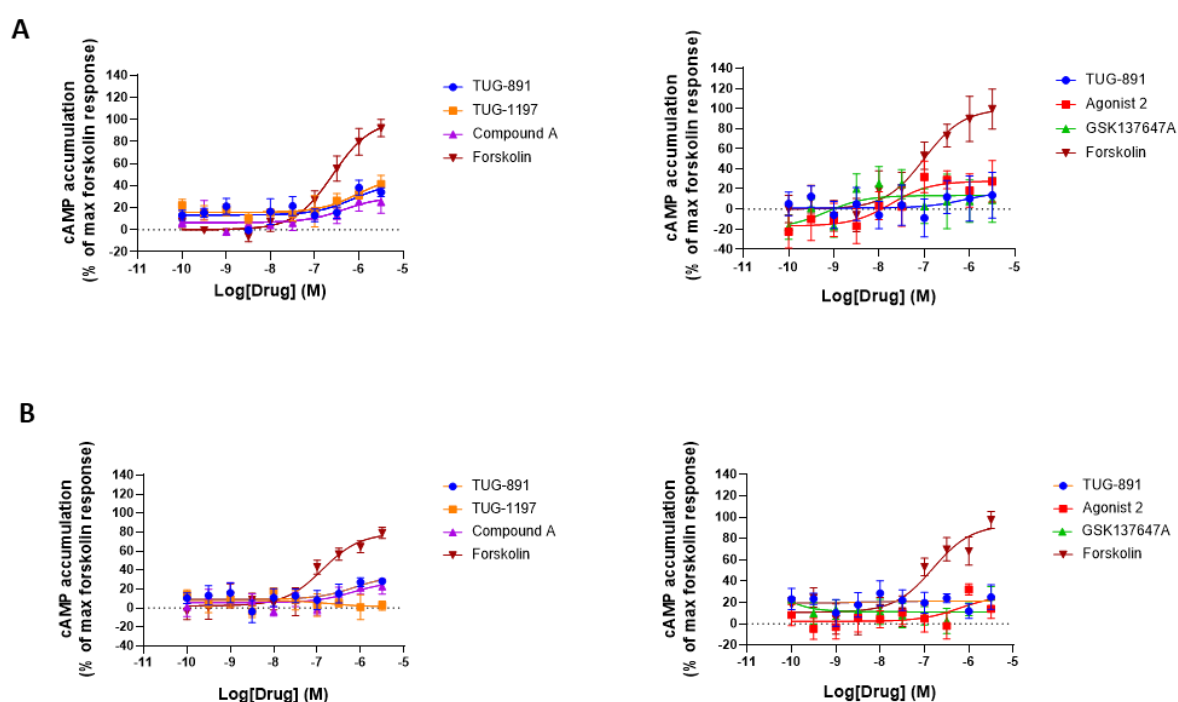 A
cAMP accumulation
(% of max forskolin response)
140
120
100
80
60
40
20
0
-20
-11
-10
-9
-8
-7
-6
-5
Log[Drug] (M)
TUG-891
TUG-1197
Compound A
Forskolin
cAMP accumulation
(% of max forskolin response)
140
120
100
80
60
40
20
0
-20
-40
-11
-10
-9
-8
-7
-6
-5
Log[Drug] (M)
TUG-891
Agonist 2
GSK137647A
Forskolin
B
cAMP accumulation
(% of max forskolin response)
140
120
100
80
60
40
20
0
-20
-40
-11
-10
-9
-8
-7
-6
-5
Log[Drug] (M)
TUG-891
TUG-1197
Compound A
Forskolin
cAMP accumulation
(% of max forskolin response)
140
120
100
80
60
40
20
0
-20
-11
-10
-9
-8
-7
-6
-5
Log[Drug] (M)
TUG-891
Agonist 2
GSK137647A
Forskolin